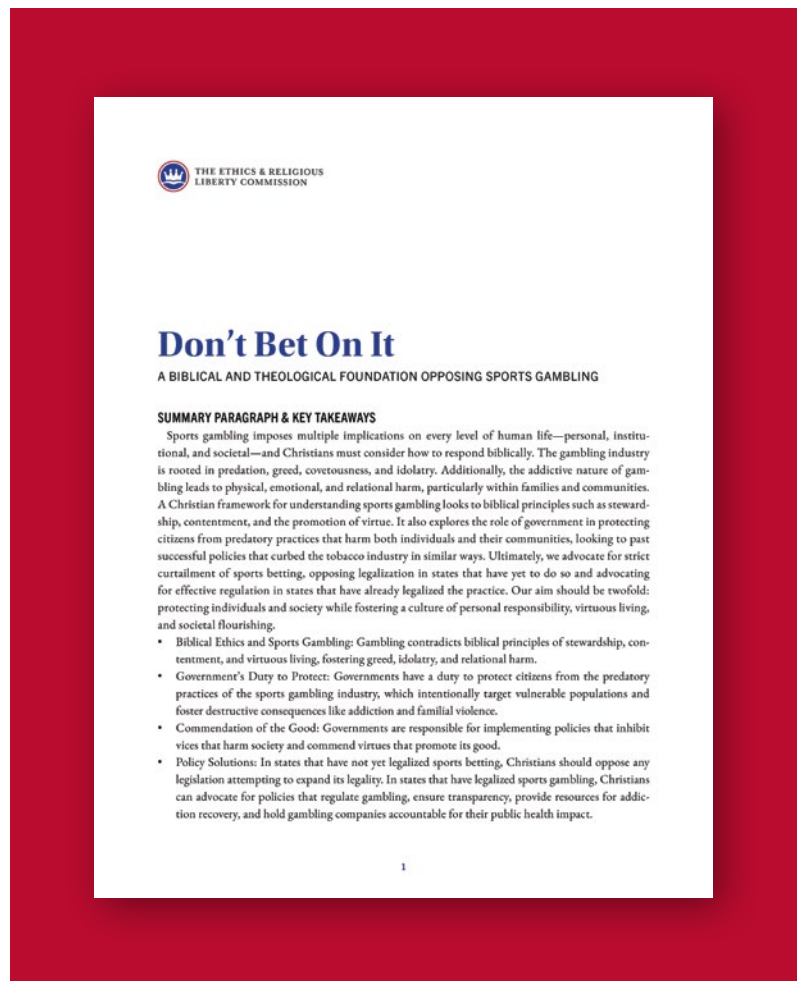 THE ETHICS & RELIGIOUS
LIBERTY COMMISSION
Don't Bet On It
A BIBLICAL AND THEOLOGICAL FOUNDATION OPPOSING SPORTS GAMBLING
SUMMARY PARAGRAPH & KEY TAKEAWAYS
Sports gambling imposes multiple implications on every level of human life—personal, institu-
tional, and societal—and Christians must consider how to respond biblically. The gambling industry
is rooted in predation, greed, covetousness, and idolatry. Additionally, the addictive nature of gam-
bling leads to physical, emotional, and relational harm, particularly within families and communities.
A Christian framework for understanding sports gambling looks to biblical principles such as steward-
ship, contentment, and the promotion of virtue. It also explores the role of government in protecting
citizens from predatory practices that harm both individuals and their communities, looking to past
successful policies that curbed the tobacco industry in similar ways. Ultimately, we advocate for strict
curtailment of sports betting, opposing legalization in states that have yet to do so and advocating
for effective regulation in states that have already legalized the practice. Our aim should be twofold:
protecting individuals and society while fostering a culture of personal responsibility, virtuous living,
and societal flourishing.
• Biblical Ethics and Sports Gambling: Gambling contradicts biblical principles of stewardship, con-
tentment, and virtuous living, fostering greed, idolatry, and relational harm.
• Government's Duty to Protect: Governments have a duty to protect citizens from the predatory
practices of the sports gambling industry, which intentionally target vulnerable populations and
foster destructive consequences like addiction and familial violence.
• Commendation of the Good: Governments are responsible for implementing policies that inhibit
vices that harm society and commend virtues that promote its good.
• Policy Solutions: In states that have not yet legalized sports betting, Christians should oppose any
legislation attempting to expand its legality. In states that have legalized sports gambling, Christians
can advocate for policies that regulate gambling, ensure transparency, provide resources for addic-
tion recovery, and hold gambling companies accountable for their public health impact.
1